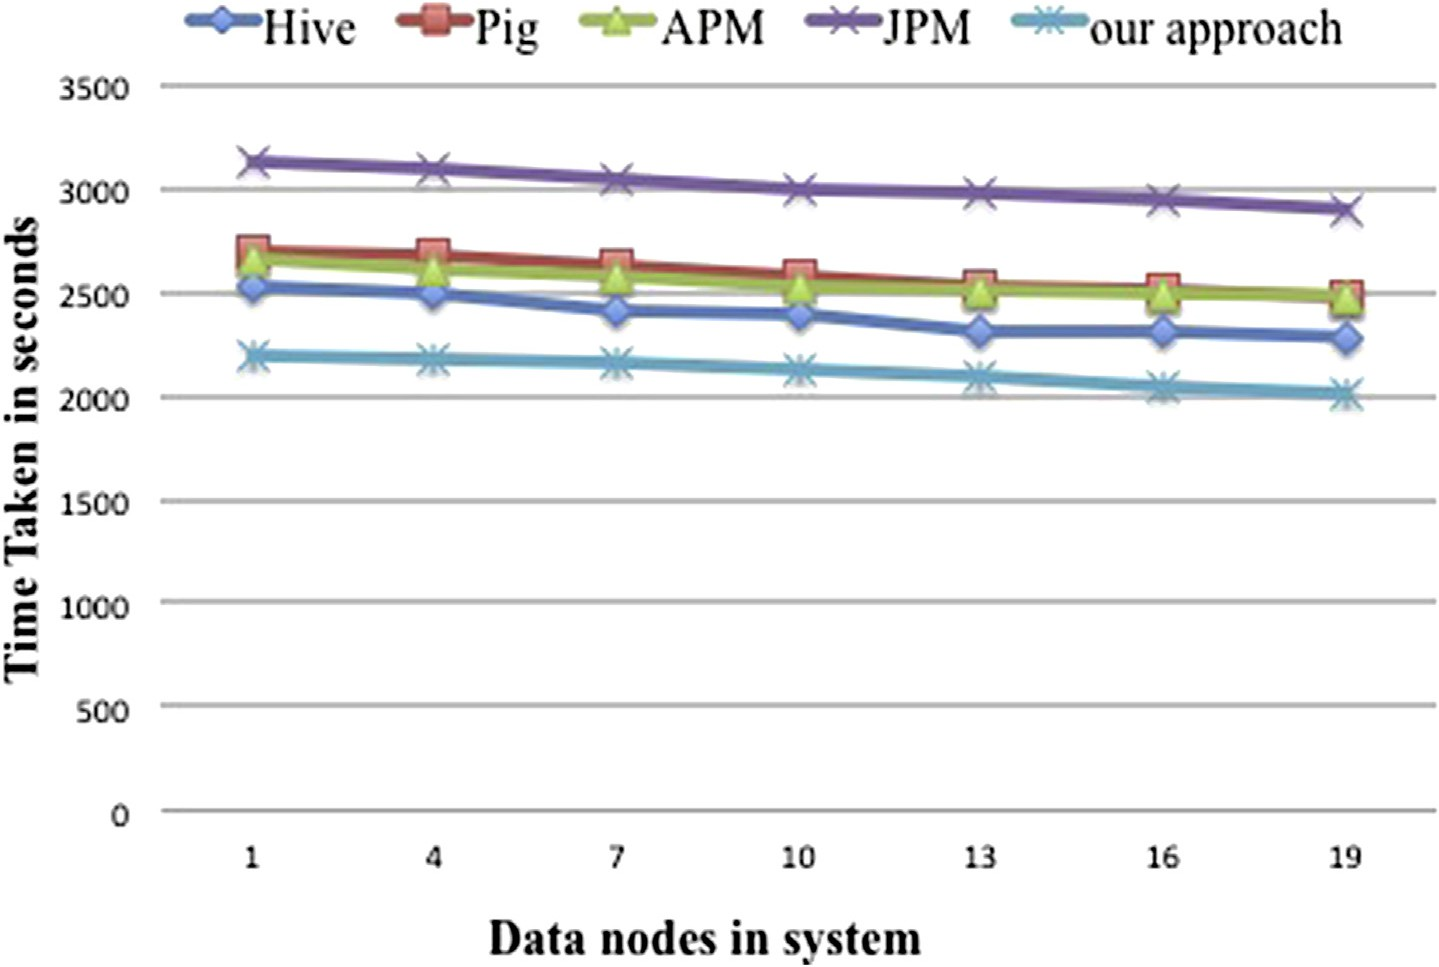 Hive Pig APM JPM our approach
3500
3000
2500
2000
1500
1000
500
0
Time Taken in seconds
1 4 7 10 13 16 19
Data nodes in system